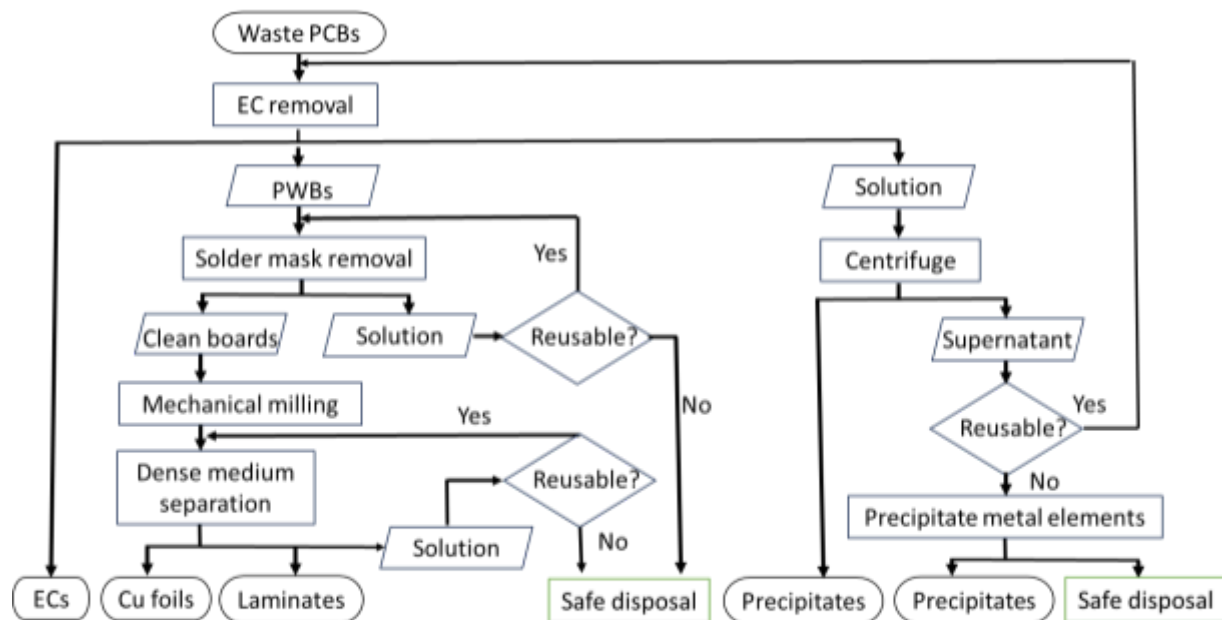 Waste PCBs
EC removal
PWBs
Solution
Yes
Solder mask removal
Centrifuge
Clean boards
Solution
Reusable?
Supernatant
Mechanical milling
Yes
No
Reusable?
Yes
Dense medium
separation
Reusable?
No
Solution
No
Precipitate metal elements
ECs
Cu foils
Laminates
Safe disposal
Precipitates
Precipitates
Safe disposal